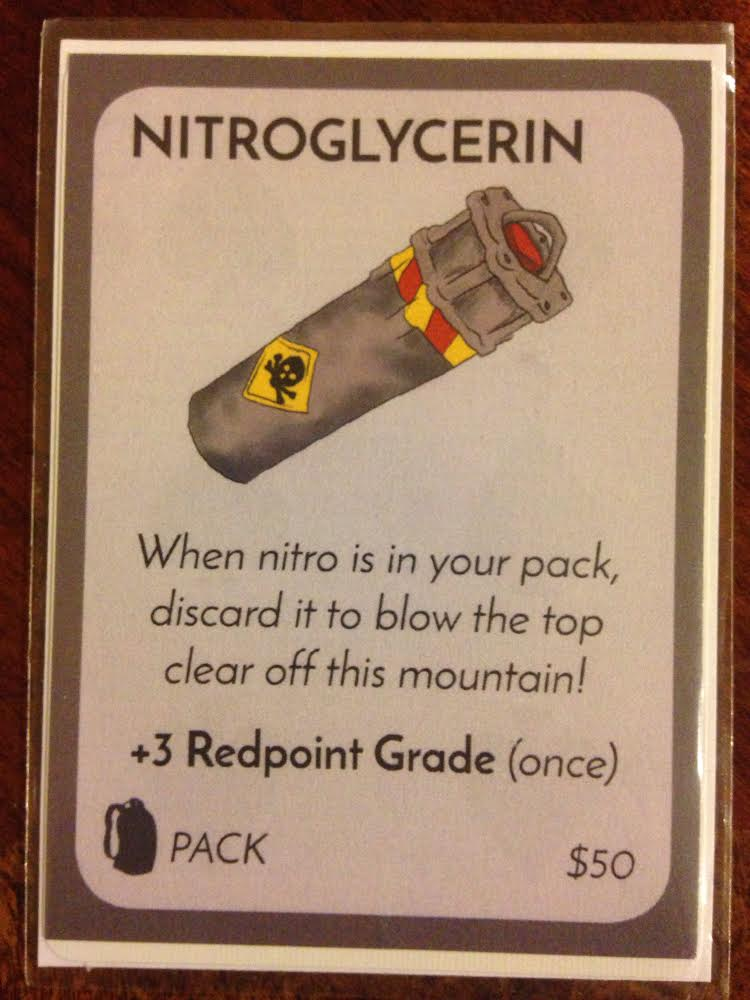 NITROGLYCERIN
When nitro is in your pack,
discard it to blow the top
clear off this mountain!
+3 Redpoint Grade (once)
PACK $50